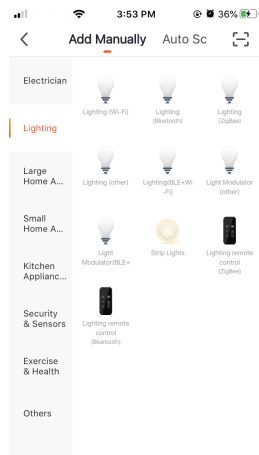 3:53 PM
36%
Add Manually
Auto Sc
Electrician
Lighting
Large
Home A...
Small
Home A...
Kitchen
Applianc...
Security
& Sensors
Exercise
& Health
Others
Lighting (Wi-Fi)
Lighting
(Bluetooth)
Lighting
(ZigBee)
Lighting (other)
Lighting(BLE+Wi
-Fi)
Light Modulator
(other)
Light
Modulator(BLE+
Strip Lights
Lighting remote
control
(ZigBee)
Lighting remote
control
(Bluetooth)